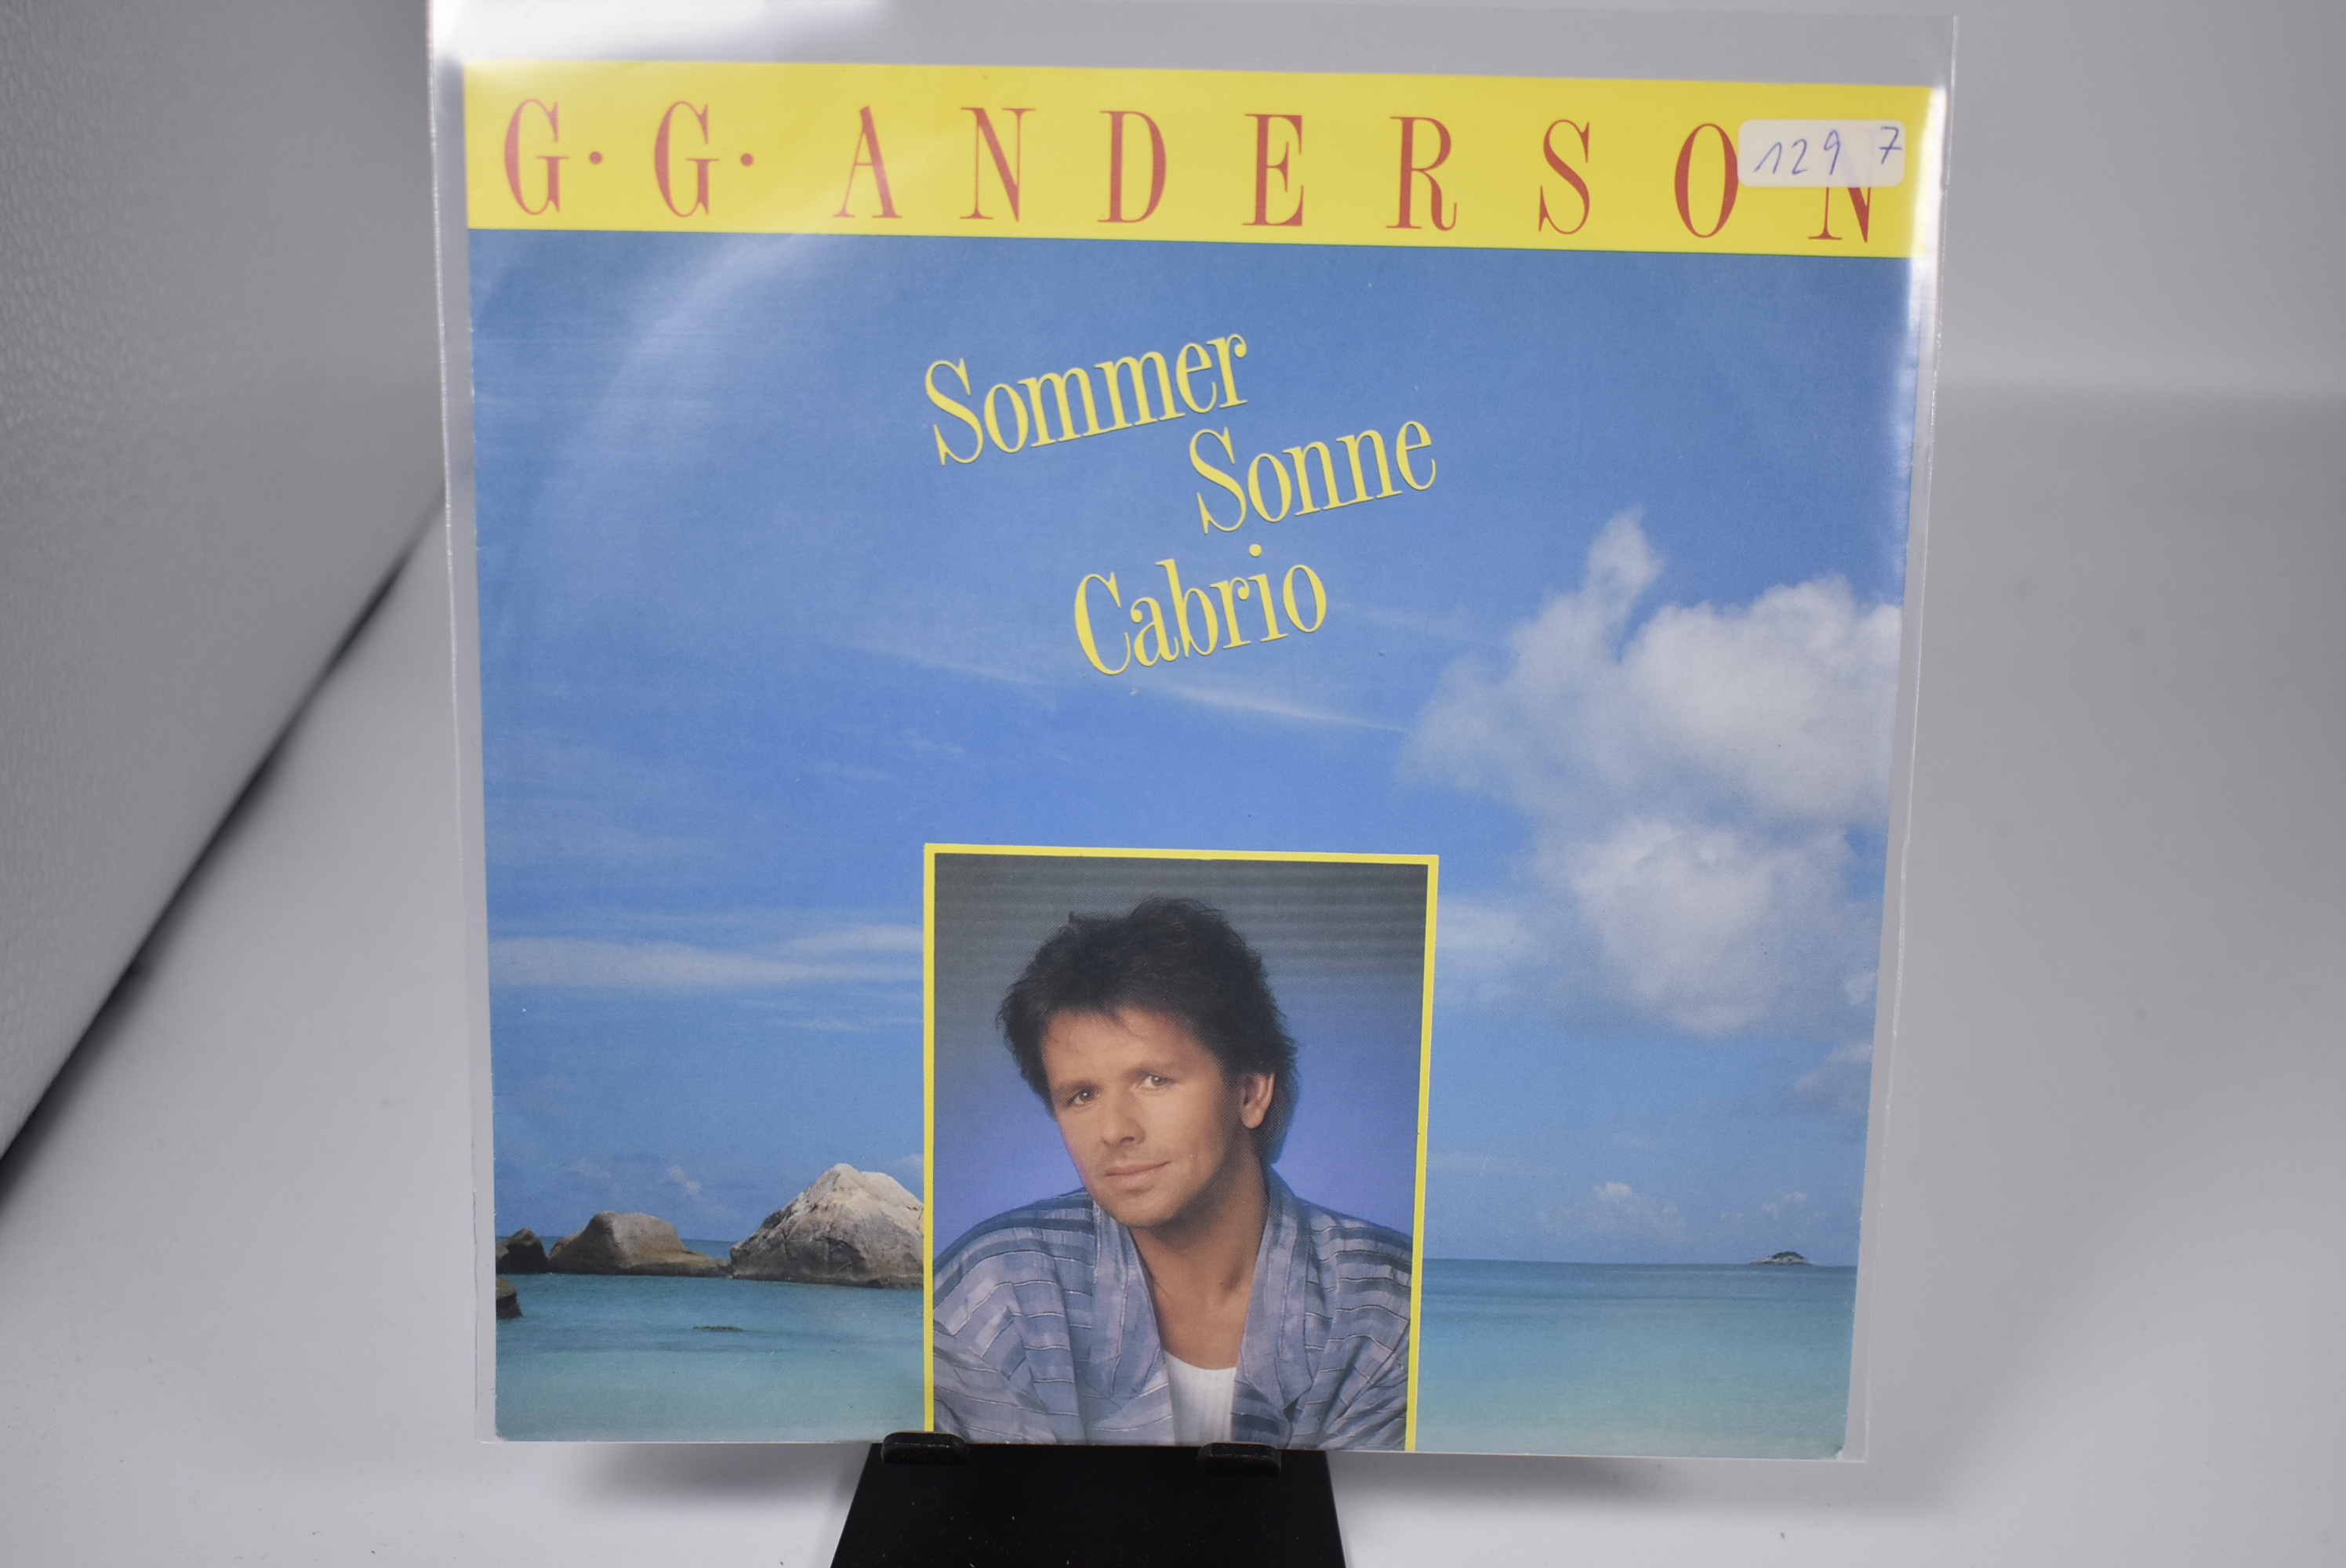 G. G. ANDERSON
129 7
Sommer
Sonne
Cabrio